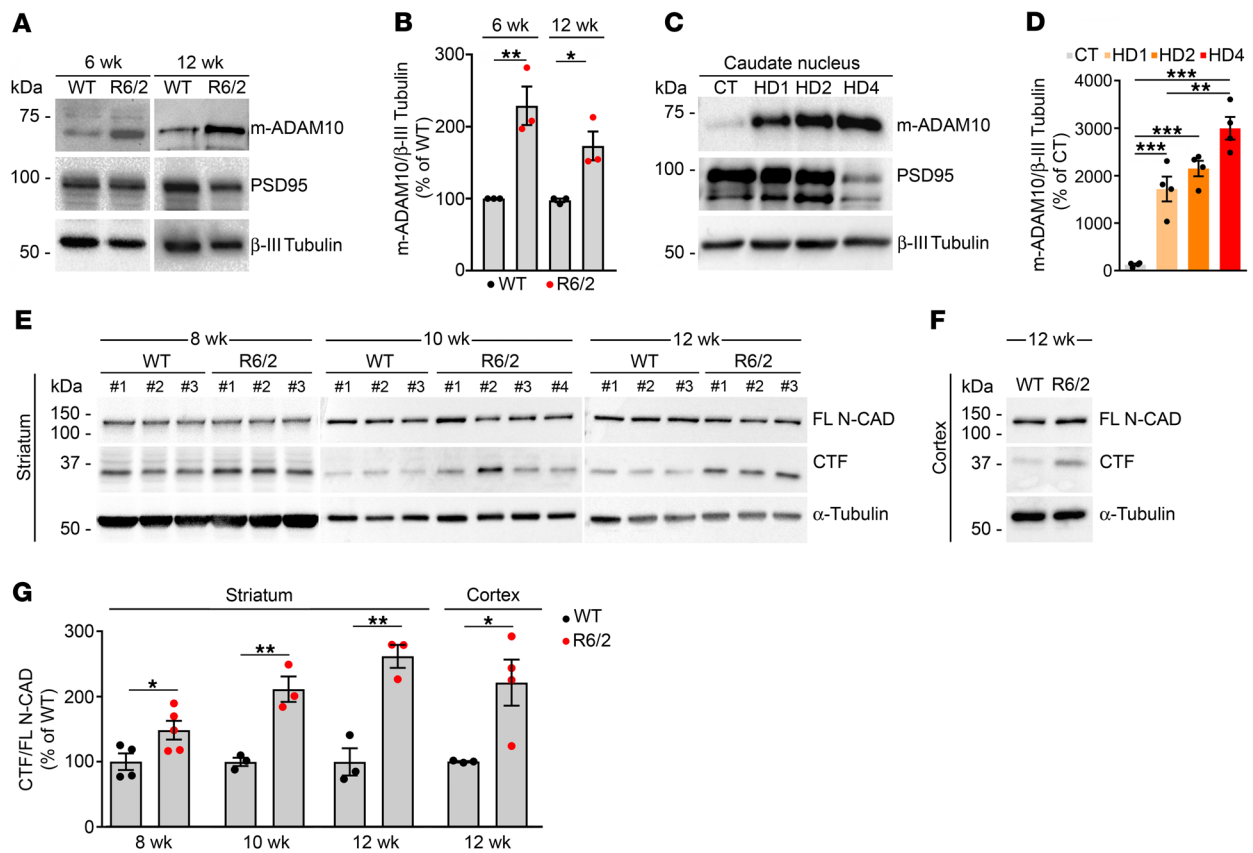 A
6 wk 12 wk
kDa WT R6/2 WT R6/2
75 - m-ADAM10
100 - PSD95
50 - β-III Tubulin
B
6 wk 12 wk
m-ADAM10/β-III Tubulin
(% of WT)
300
200
100
0
** *
WT R6/2
C
Caudate nucleus
kDa CT HD1 HD2 HD4
75 - m-ADAM10
100 - PSD95
50 - β-III Tubulin
D
CT HD1 HD2 HD4
m-ADAM10/β-III Tubulin
(% of CT)
4000
3000
2000
1000
0
***
**
***
***
E
8 wk 10 wk 12 wk
WT R6/2 WT R6/2 WT R6/2
kDa #1 #2 #3 #1 #2 #3 #1 #2 #3 #1 #2 #3 #4 #1 #2 #3 #1 #2 #3
Striatum
150 - FL N-CAD
100 -
37 - CTF
50 - α-Tubulin
F
12 wk
kDa WT R6/2
Cortex
150 - FL N-CAD
100 -
37 - CTF
50 - α-Tubulin
G
Striatum Cortex
WT
R6/2
CTF/FL N-CAD
(% of WT)
300
200
100
0
* ** ** *
8 wk 10 wk 12 wk 12 wk